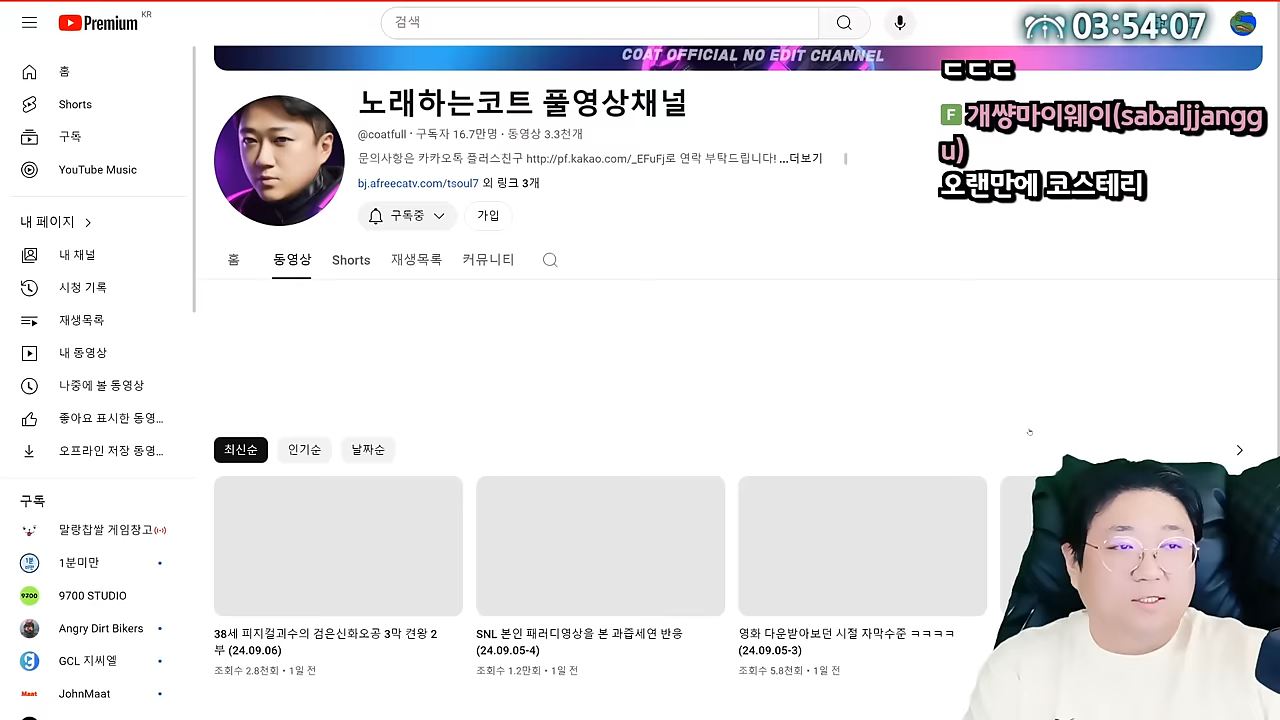 Premium KR
검색
03:54:07
COAT OFFICIAL NO EDIT CHANNEL
ㄷㄷㄷ
F 개쌍마이웨이(sabaljjangg
u)
오랜만에 코스테리
홈
Shorts
구독
YouTube Music
내 페이지
내 채널
시청 기록
재생목록
내 동영상
나중에 볼 동영상
좋아요 표시한 동영...
오프라인 저장 동영...
구독
말랑찹쌀 게임창고
1분미만
9700 STUDIO
Angry Dirt Bikers
GCL 지씨엘
JohnMaat
노래하는코트 풀영상채널
@coatfull · 구독자 16.7만명 · 동영상 3.3천개
문의사항은 카카오톡 플러스친구 http://pf.kakao.com/_EFuFj로 연락 부탁드립니다! ...더보기
bj.afreecatv.com/tsoul7 외 링크 3개
구독중
가입
홈 동영상 Shorts 재생목록 커뮤니티
최신순 인기순 날짜순
38세 피지컬괴수의 검은신화오공 3막 켠왕 2
부 (24.09.06)
조회수 2.8천회 · 1일 전
SNL 본인 패러디영상을 본 과즙세연 반응
(24.09.05-4)
조회수 1.2만회 · 1일 전
영화 다운받아보던 시절 자막수준 ㅋㅋㅋㅋ
(24.09.05-3)
조회수 5.8천회 · 1일 전